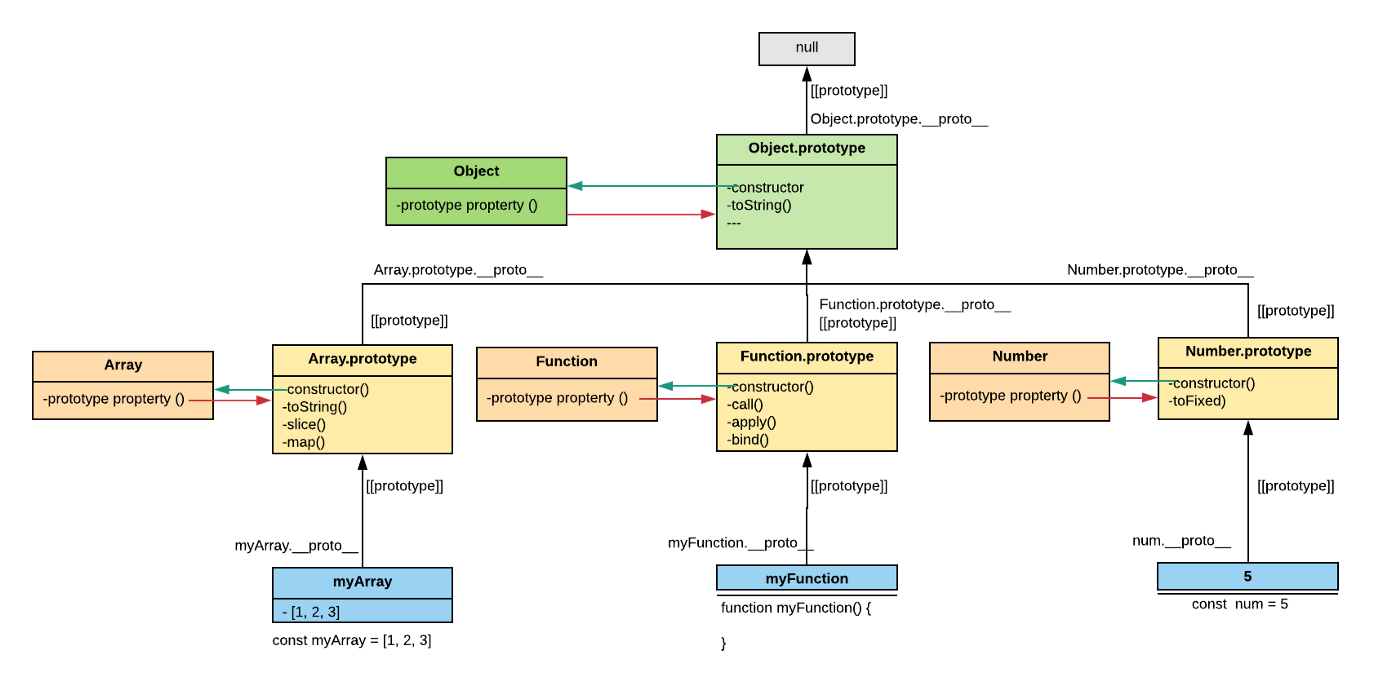 null
[[prototype]]
Object.prototype.__proto__
Object.prototype
-constructor
-toString()
---
Object
-prototype propterty ()
Array.prototype.__proto__
Number.prototype.__proto__
Function.prototype.__proto__
[[prototype]]
[[prototype]]
[[prototype]]
Array
-prototype propterty ()
Array.prototype
-constructor()
-toString()
-slice()
-map()
Function
-prototype propterty ()
Function.prototype
-constructor()
-call()
-apply()
-bind()
Number
-prototype propterty ()
Number.prototype
-constructor()
-toFixed)
[[prototype]]
[[prototype]]
[[prototype]]
myArray.__proto__
myFunction.__proto__
num.__proto__
myArray
- [1, 2, 3]
const myArray = [1, 2, 3]
myFunction
function myFunction() {
}
5
const  num = 5